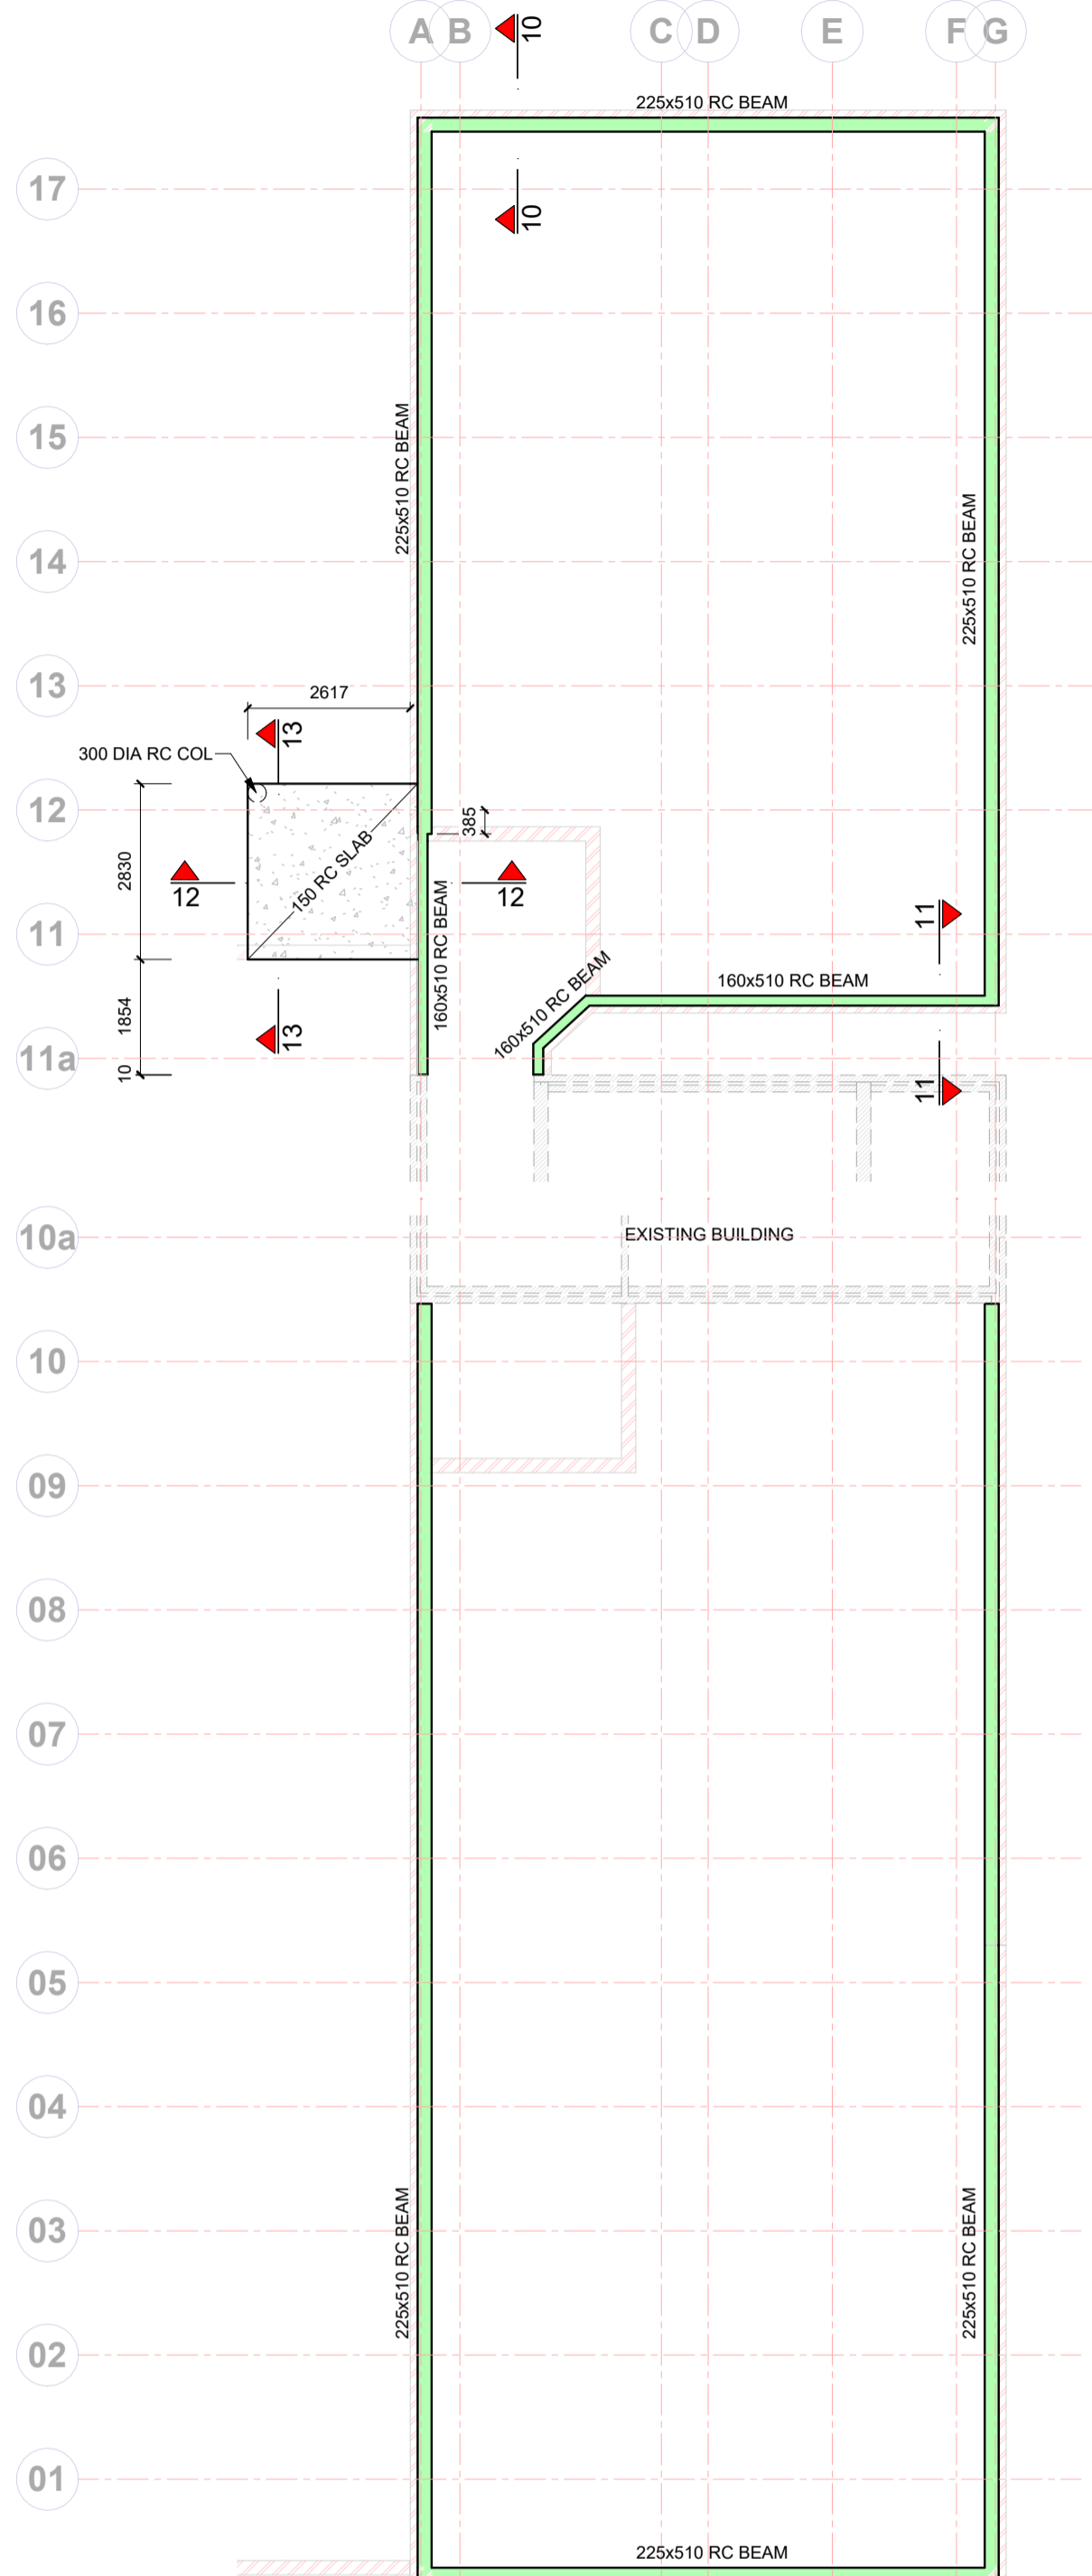 A B C D E F G
10
225x510 RC BEAM
17
10
16
225x510 RC BEAM
15
225x510 RC BEAM
14
13
2617
13
300 DIA RC COL
12
385
2830
150 RC SLAB
12
12
160x510 RC BEAM
11
11
160x510 RC BEAM
160x510 RC BEAM
1854
13
11a
10
11
10a
EXISTING BUILDING
10
09
08
07
06
05
04
03
225x510 RC BEAM
225x510 RC BEAM
02
01
225x510 RC BEAM